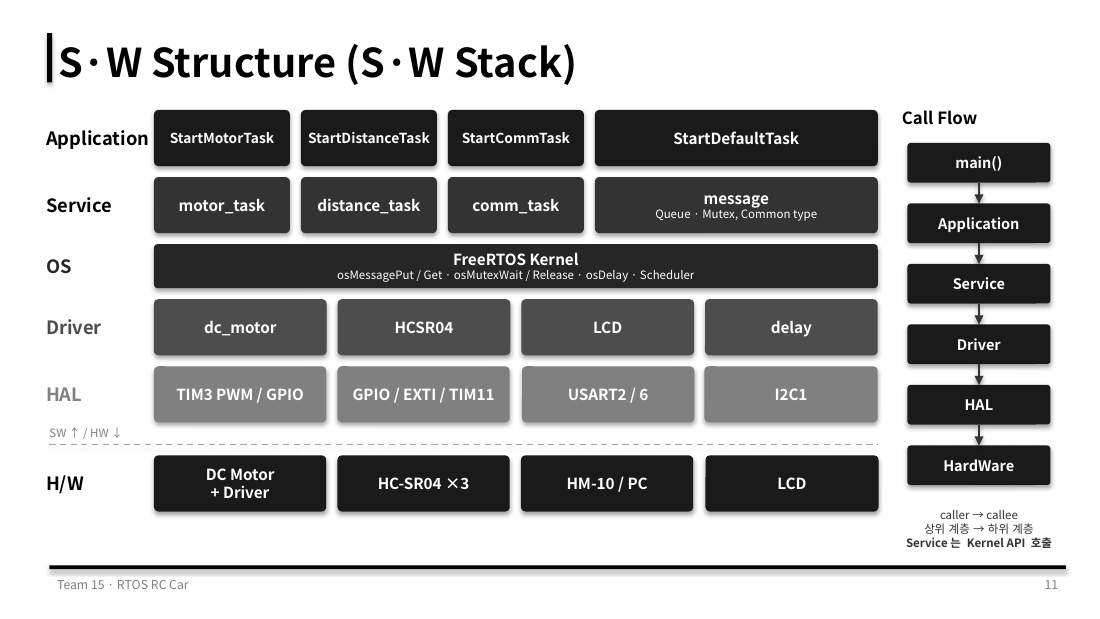 S·W Structure (S·W Stack)
Application
StartMotorTask
StartDistanceTask
StartCommTask
StartDefaultTask
Service
motor_task
distance_task
comm_task
message
Queue · Mutex, Common type
OS
FreeRTOS Kernel
osMessagePut / Get · osMutexWait / Release · osDelay · Scheduler
Driver
dc_motor
HCSR04
LCD
delay
HAL
TIM3 PWM / GPIO
GPIO / EXTI / TIM11
USART2 / 6
I2C1
SW ↑ / HW ↓
H/W
DC Motor
+ Driver
HC-SR04 ×3
HM-10 / PC
LCD
Call Flow
main()
Application
Service
Driver
HAL
HardWare
caller → callee
상위 계층 → 하위 계층
Service 는 Kernel API 호출
Team 15 · RTOS RC Car
11